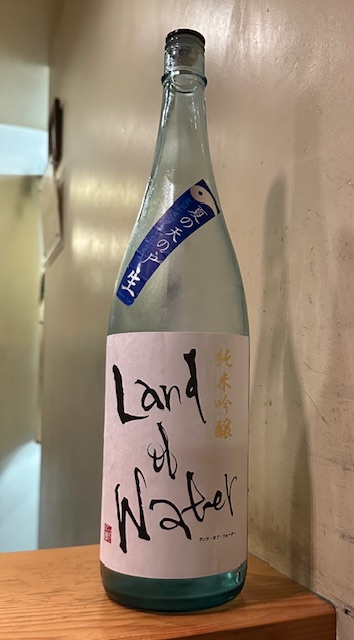 夏の天の戸 生
純米吟醸
Land
of
Water
ランド・オブ・ウォーター